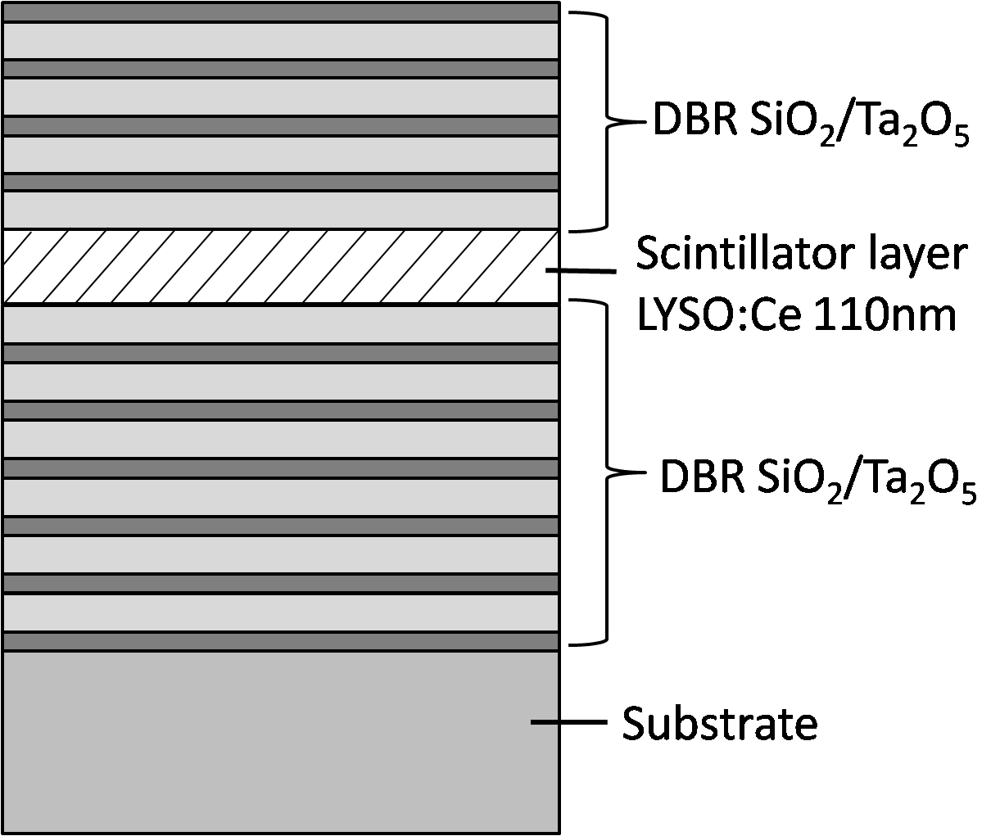 DBR SiO₂/Ta₂O₅
Scintillator layer
LYSO:Ce 110nm
DBR SiO₂/Ta₂O₅
Substrate